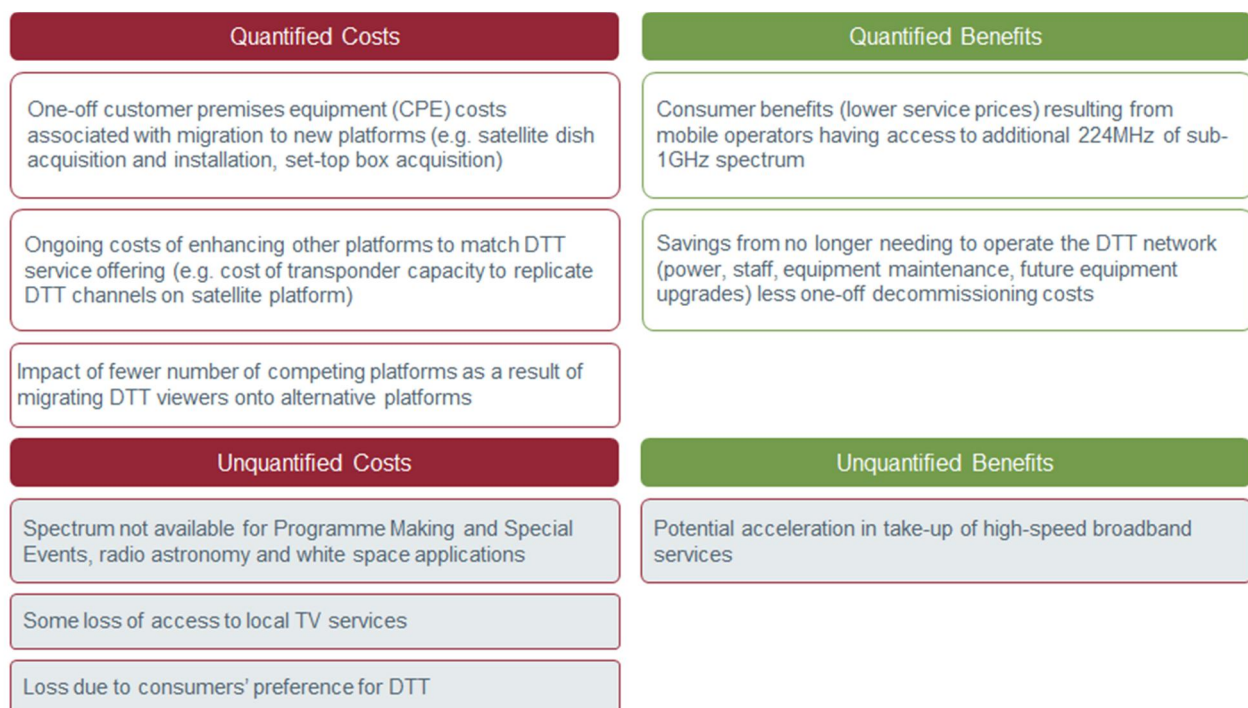 Quantified Costs
One-off customer premises equipment (CPE) costs
associated with migration to new platforms (e.g. satellite dish
acquisition and installation, set-top box acquisition)
Ongoing costs of enhancing other platforms to match DTT
service offering (e.g. cost of transponder capacity to replicate
DTT channels on satellite platform)
Impact of fewer number of competing platforms as a result of
migrating DTT viewers onto alternative platforms
Quantified Benefits
Consumer benefits (lower service prices) resulting from
mobile operators having access to additional 224MHz of sub-
1GHz spectrum
Savings from no longer needing to operate the DTT network
(power, staff, equipment maintenance, future equipment
upgrades) less one-off decommissioning costs
Unquantified Costs
Spectrum not available for Programme Making and Special
Events, radio astronomy and white space applications
Some loss of access to local TV services
Loss due to consumers' preference for DTT
Unquantified Benefits
Potential acceleration in take-up of high-speed broadband
services